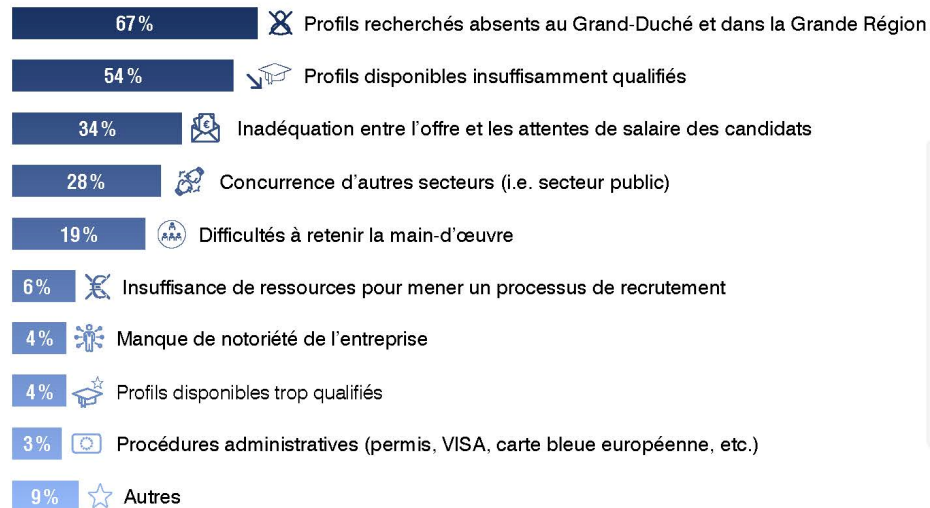 67 % Profils recherchés absents au Grand-Duché et dans la Grande Région
54 % Profils disponibles insuffisamment qualifiés
34 % Inadéquation entre l’offre et les attentes de salaire des candidats
28 % Concurrence d’autres secteurs (i.e. secteur public)
19 % Difficultés à retenir la main-d’œuvre
6 % Insuffisance de ressources pour mener un processus de recrutement
4 % Manque de notoriété de l’entreprise
4 % Profils disponibles trop qualifiés
3 % Procédures administratives (permis, VISA, carte bleue européenne, etc.)
9 % Autres